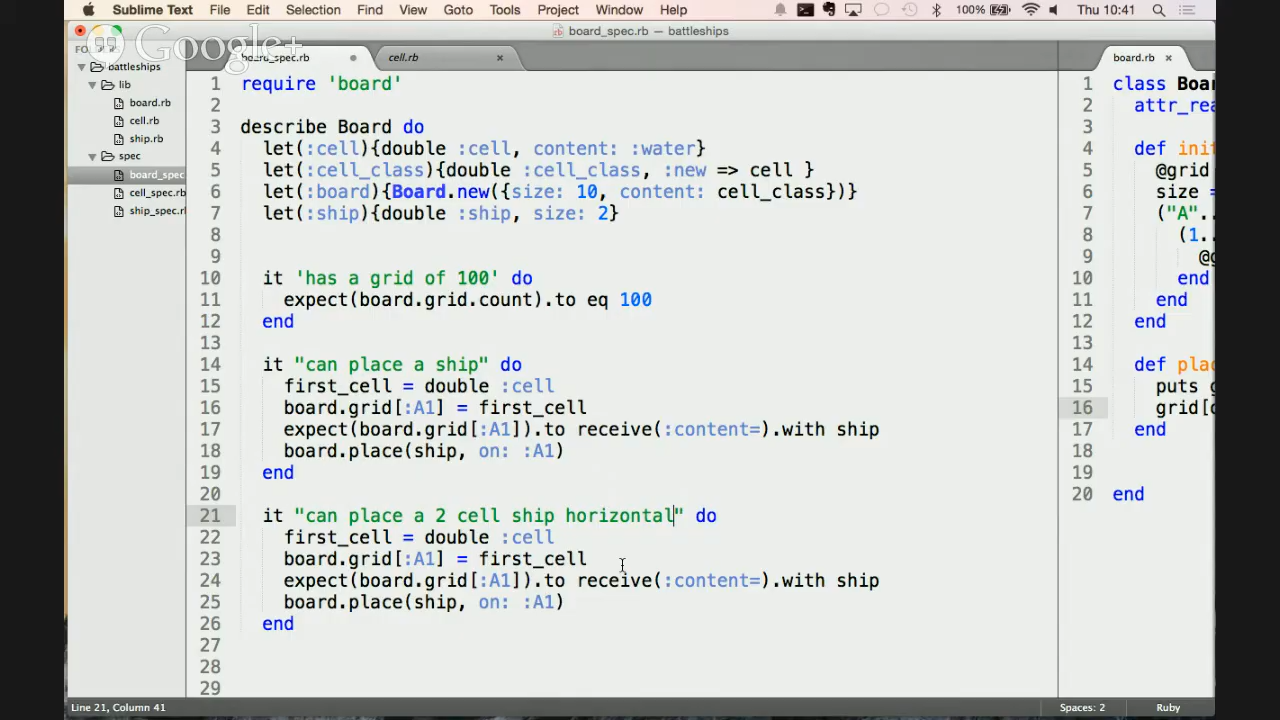 Sublime Text File Edit Selection Find View Goto Tools Project Window Help 100% Thu 10:41
board_spec.rb — battleships
Google+
board_spec.rb
cell.rb
board.rb
battleships
lib
board.rb
cell.rb
ship.rb
spec
board_spec
cell_spec.rb
ship_spec.rl
1 require 'board'
2
3 describe Board do
4 let(:cell){double :cell, content: :water}
5 let(:cell_class){double :cell_class, :new => cell }
6 let(:board){Board.new({size: 10, content: cell_class})}
7 let(:ship){double :ship, size: 2}
8
9
10 it 'has a grid of 100' do
11 expect(board.grid.count).to eq 100
12 end
13
14 it "can place a ship" do
15 first_cell = double :cell
16 board.grid[:A1] = first_cell
17 expect(board.grid[:A1]).to receive(:content=).with ship
18 board.place(ship, on: :A1)
19 end
20
21 it "can place a 2 cell ship horizontal" do
22 first_cell = double :cell
23 board.grid[:A1] = first_cell
24 expect(board.grid[:A1]).to receive(:content=).with ship
25 board.place(ship, on: :A1)
26 end
27
28
29
1 class Boar
2 attr_rea
3
4 def init
5 @grid
6 size =
7 ("A"..
8 (1..
9 @g
10 end
11 end
12 end
13
14 def plac
15 puts g
16 grid[c
17 end
18
19
20 end
Line 21, Column 41
Spaces: 2
Ruby